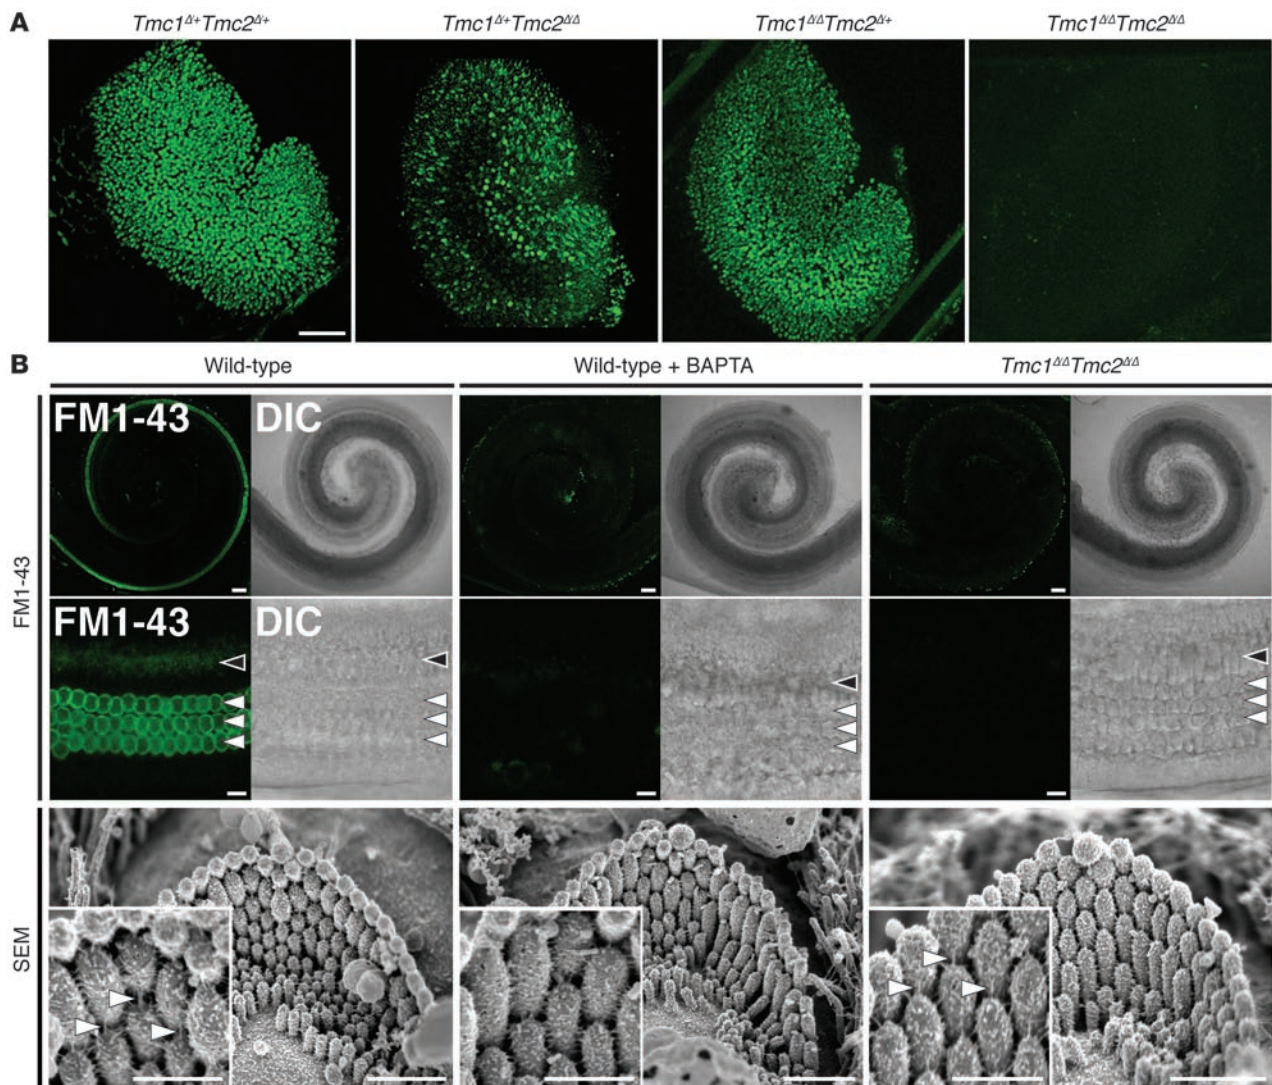 A
Tmc1Δ/+Tmc2Δ/+ Tmc1Δ/+Tmc2Δ/Δ Tmc1Δ/ΔTmc2Δ/+ Tmc1Δ/ΔTmc2Δ/Δ
B
Wild-type Wild-type + BAPTA Tmc1Δ/ΔTmc2Δ/Δ
FM1-43
FM1-43 DIC
FM1-43 DIC
SEM